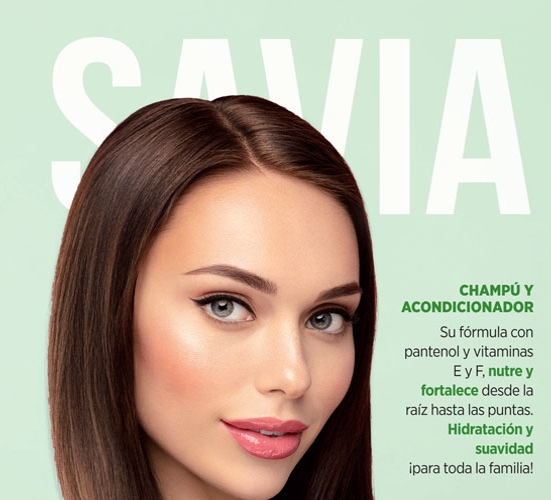 SAVIA
CHAMPÚ Y
ACONDICIONADOR
Su fórmula con
pantenol y vitaminas
E y F, nutre y
fortalece desde la
raíz hasta las puntas.
Hidratación y
suavidad
¡para toda la familia!